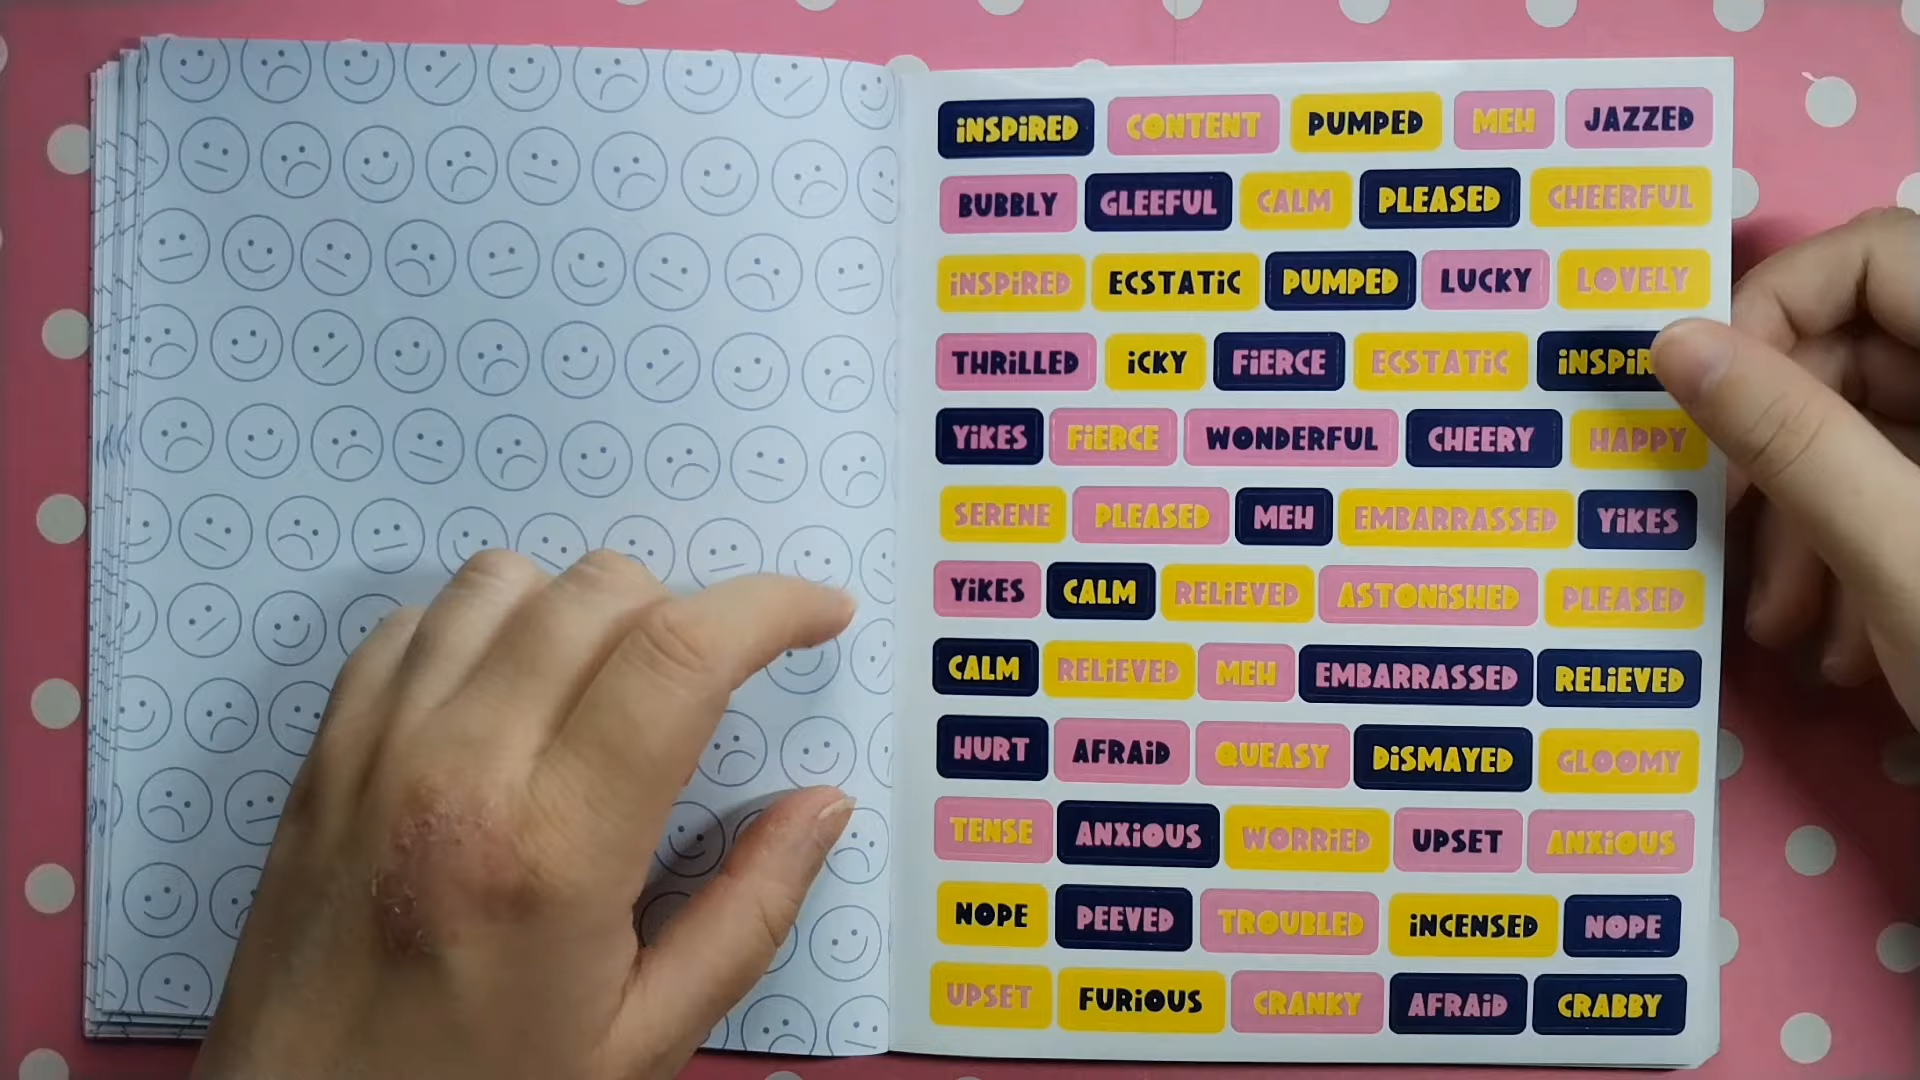 iNSPiRED CONTENT PUMPED MEH JAZZED
BUBBLY GLEEFUL CALM PLEASED CHEERFUL
iNSPiRED ECSTATiC PUMPED LUCKY LOVELY
THRiLLED iCKY FiERCE ECSTATiC iNSPiR
YiKES FiERCE WONDERFUL CHEERY HAPPY
SERENE PLEASED MEH EMBARRASSED YiKES
YiKES CALM RELiEVED ASTONiSHED PLEASED
CALM RELiEVED MEH EMBARRASSED RELiEVED
HURT AFRAiD QUEASY DiSMAYED GLOOMY
TENSE ANXiOUS WORRiED UPSET ANXiOUS
NOPE PEEVED TROUBLED iNCENSED NOPE
UPSET FURiOUS CRANKY AFRAiD CRABBY